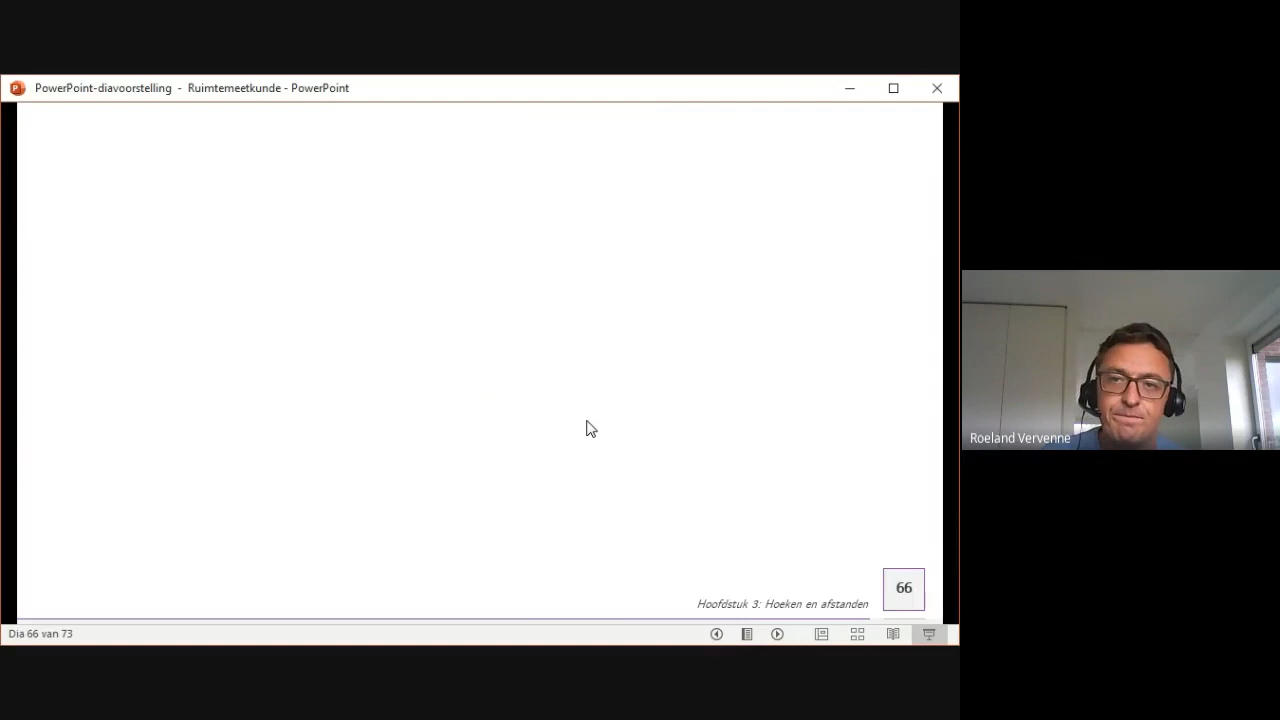 PowerPoint-diavoorstelling - Ruimtemeetkunde - PowerPoint
Roeland Vervenne
66
Hoofdstuk 3: Hoeken en afstanden
Dia 66 van 73